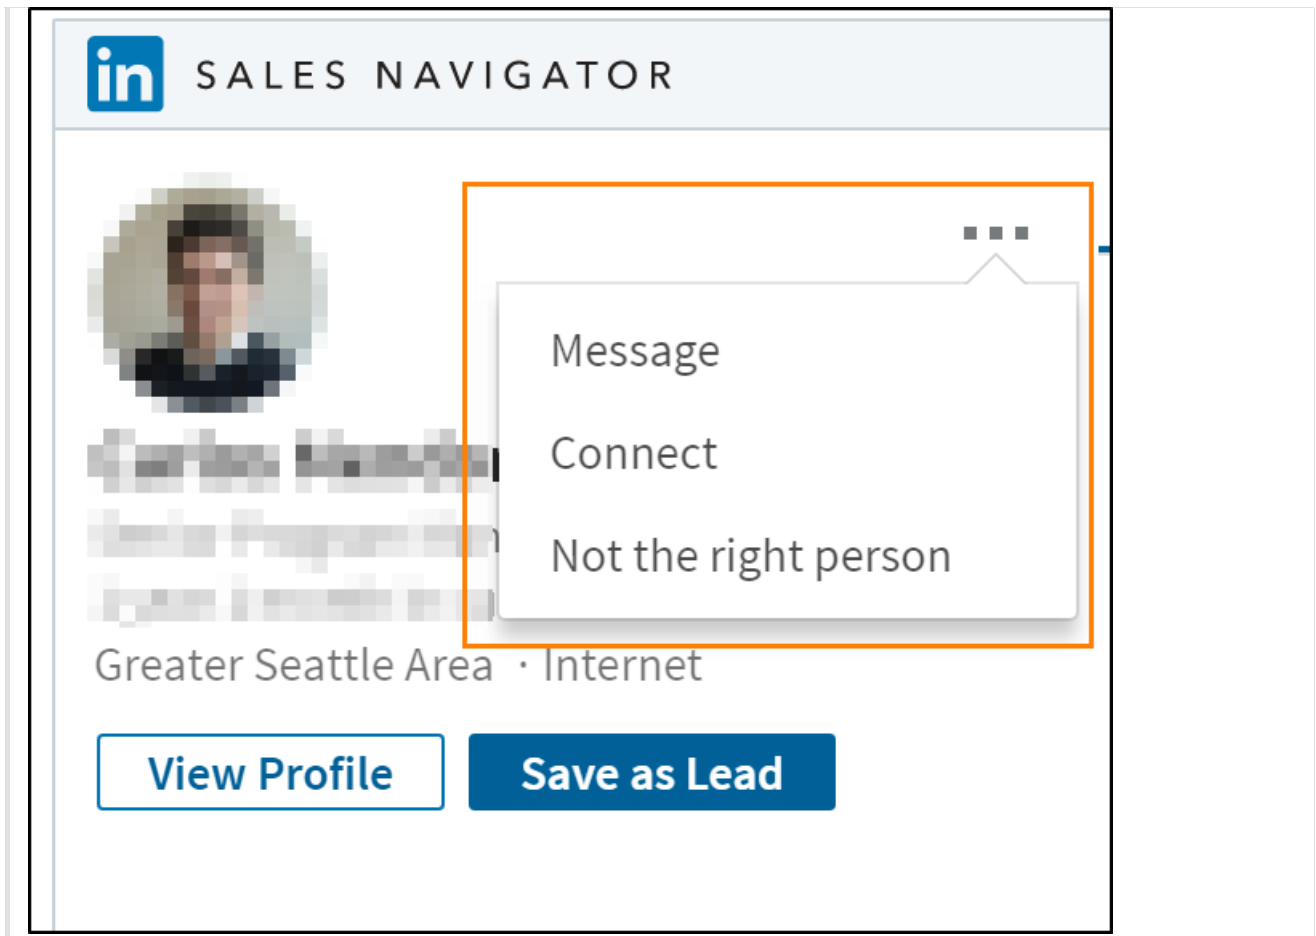 in SALES NAVIGATOR
Message
Connect
Not the right person
Greater Seattle Area · Internet
View Profile
Save as Lead